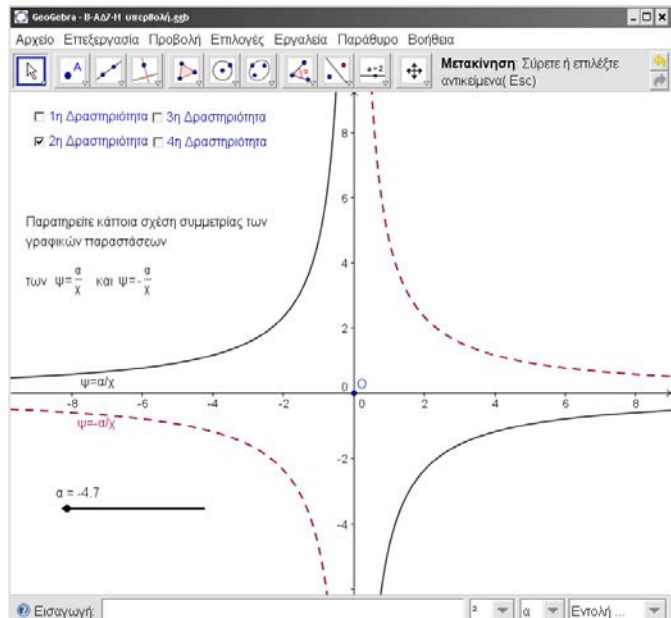 GeoGebra - Β-ΑΔ7-Η υπερβολή.ggb
Αρχείο Επεξεργασία Προβολή Επιλογές Εργαλεία Παράθυρο Βοήθεια
A
α
a=2
Μετακίνηση: Σύρετε ή επιλέξτε
αντικείμενα( Esc)
1η Δραστηριότητα 3η Δραστηριότητα
2η Δραστηριότητα 4η Δραστηριότητα
Παρατηρείτε κάποια σχέση συμμετρίας των
γραφικών παραστάσεων
των ψ=α/χ και ψ=-α/χ
8
6
4
2
0
-2
-4
ψ=α/χ
O
-8 -6 -4 -2 0 2 4 6 8
ψ=-α/χ
α = -4.7
Εισαγωγή: ² α Εντολή ...